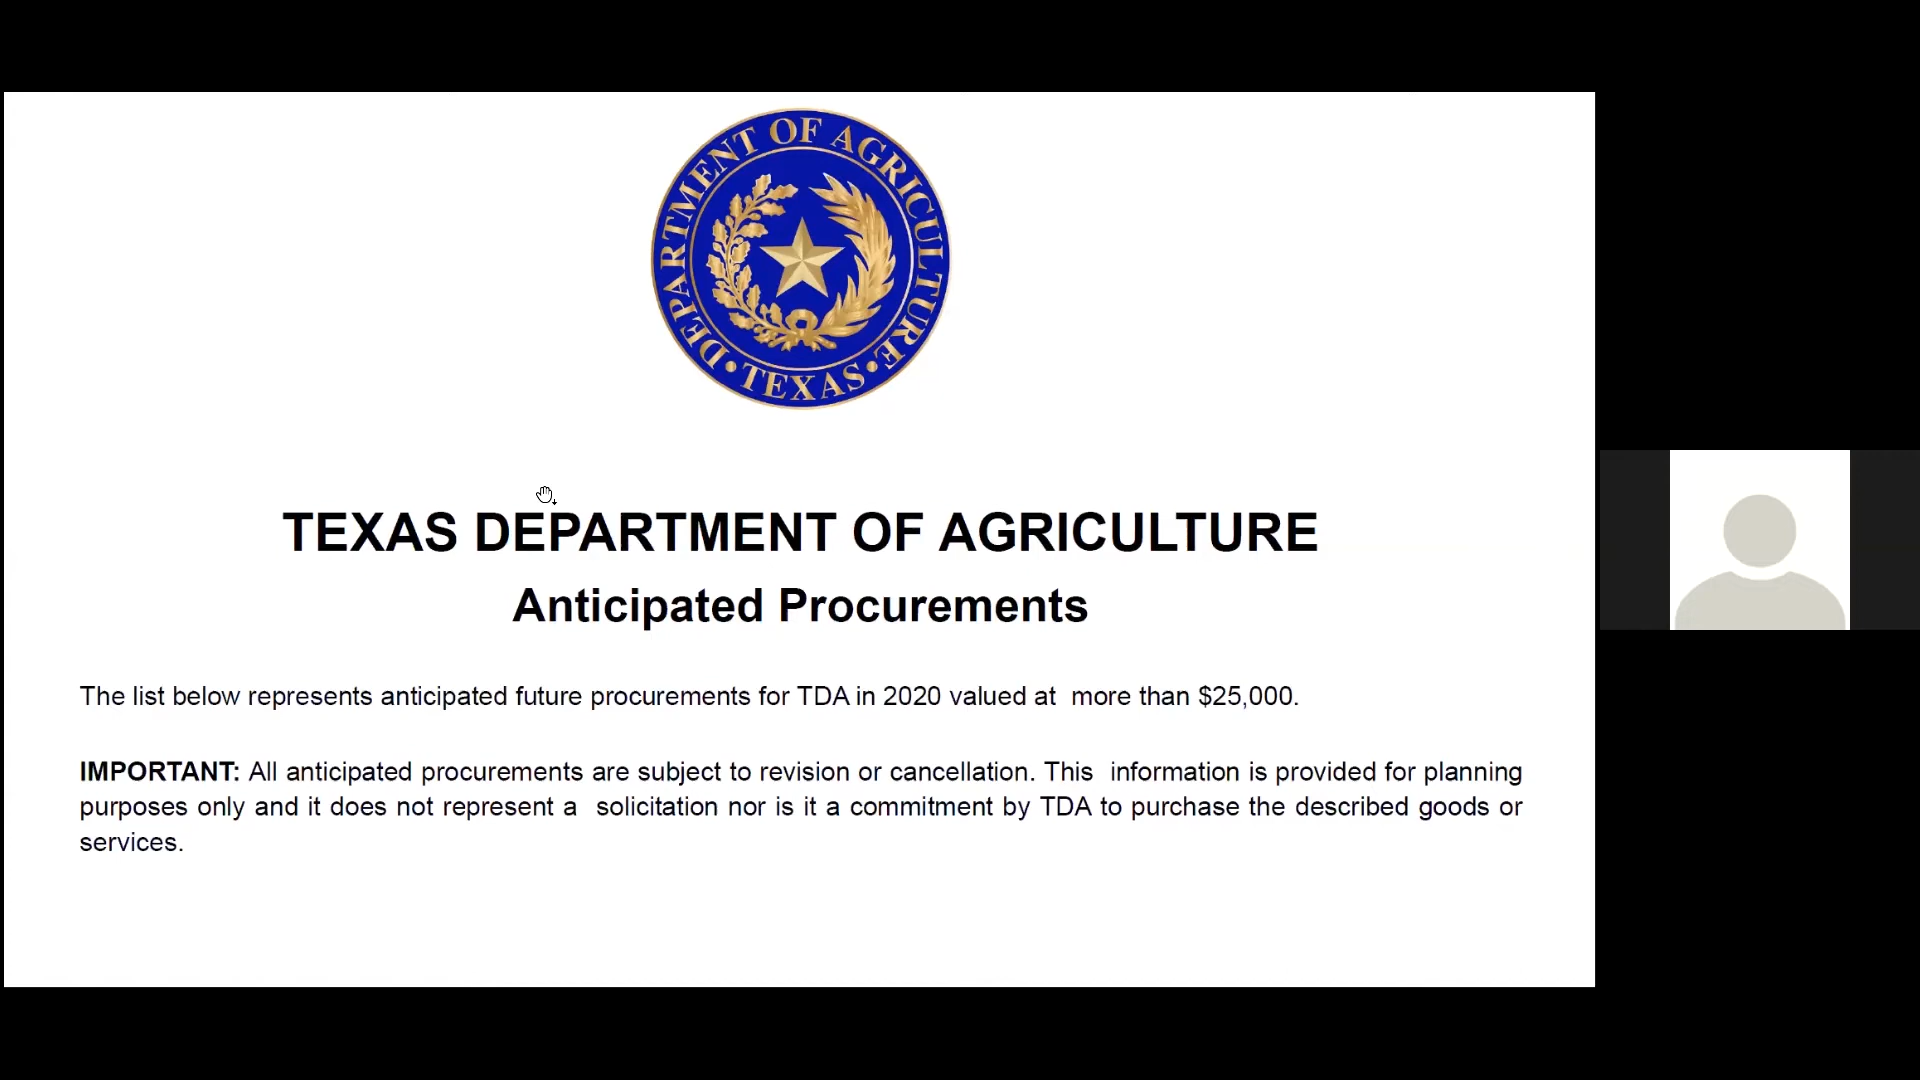 DEPARTMENT OF AGRICULTURE
TEXAS
TEXAS DEPARTMENT OF AGRICULTURE
Anticipated Procurements
The list below represents anticipated future procurements for TDA in 2020 valued at  more than $25,000.
IMPORTANT: All anticipated procurements are subject to revision or cancellation. This  information is provided for planning
purposes only and it does not represent a  solicitation nor is it a commitment by TDA to purchase the described goods or
services.